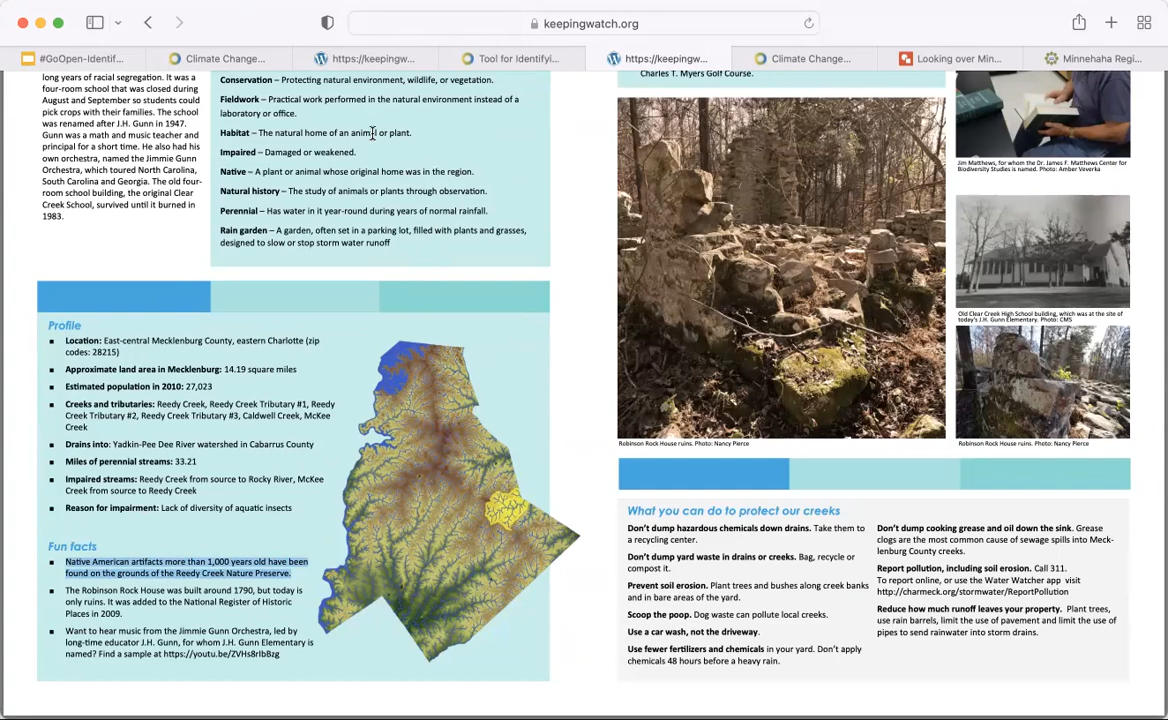 keepingwatch.org
#GoOpen-Identif...
Climate Change...
https://keepingw...
Tool for Identifyi...
https://keepingw...
Climate Change...
Looking over Min...
Minnehaha Regi...
long years of racial segregation. It was a
four-room school that was closed during
August and September so students could
pick crops with their families. The school
was renamed after J.H. Gunn in 1947.
Gunn was a math and music teacher and
principal for a short time. He also had his
own orchestra, named the Jimmie Gunn
Orchestra, which toured North Carolina,
South Carolina and Georgia. The old four-
room school building, the original Clear
Creek School, survived until it burned in
1983.
Conservation – Protecting natural environment, wildlife, or vegetation.
Fieldwork – Practical work performed in the natural environment instead of a
laboratory or office.
Habitat – The natural home of an animal or plant.
Impaired – Damaged or weakened.
Native – A plant or animal whose original home was in the region.
Natural history – The study of animals or plants through observation.
Perennial – Has water in it year-round during years of normal rainfall.
Rain garden – A garden, often set in a parking lot, filled with plants and grasses,
designed to slow or stop storm water runoff
Profile
▪ Location: East-central Mecklenburg County, eastern Charlotte (zip
codes: 28215)
▪ Approximate land area in Mecklenburg: 14.19 square miles
▪ Estimated population in 2010: 27,023
▪ Creeks and tributaries: Reedy Creek, Reedy Creek Tributary #1, Reedy
Creek Tributary #2, Reedy Creek Tributary #3, Caldwell Creek, McKee
Creek
▪ Drains into: Yadkin-Pee Dee River watershed in Cabarrus County
▪ Miles of perennial streams: 33.21
▪ Impaired streams: Reedy Creek from source to Rocky River, McKee
Creek from source to Reedy Creek
▪ Reason for impairment: Lack of diversity of aquatic insects
Fun facts
▪ Native American artifacts more than 1,000 years old have been
found on the grounds of the Reedy Creek Nature Preserve.
▪ The Robinson Rock House was built around 1790, but today is
only ruins. It was added to the National Register of Historic
Places in 2009.
▪ Want to hear music from the Jimmie Gunn Orchestra, led by
long-time educator J.H. Gunn, for whom J.H. Gunn Elementary is
named? Find a sample at https://youtu.be/ZVHs8rIbBzg
Charles T. Myers Golf Course.
Robinson Rock House ruins. Photo: Nancy Pierce
Jim Matthews, for whom the Dr. James F. Matthews Center for
Biodiversity Studies is named. Photo: Amber Veverka
Old Clear Creek High School building, which was at the site of
today's J.H. Gunn Elementary. Photo: CMS
Robinson Rock House ruins. Photo: Nancy Pierce
What you can do to protect our creeks
Don't dump hazardous chemicals down drains. Take them to
a recycling center.
Don't dump yard waste in drains or creeks. Bag, recycle or
compost it.
Prevent soil erosion. Plant trees and bushes along creek banks
and in bare areas of the yard.
Scoop the poop. Dog waste can pollute local creeks.
Use a car wash, not the driveway.
Use fewer fertilizers and chemicals in your yard. Don't apply
chemicals 48 hours before a heavy rain.
Don't dump cooking grease and oil down the sink. Grease
clogs are the most common cause of sewage spills into Meck-
lenburg County creeks.
Report pollution, including soil erosion. Call 311.
To report online, or use the Water Watcher app visit
http://charmeck.org/stormwater/ReportPollution
Reduce how much runoff leaves your property. Plant trees,
use rain barrels, limit the use of pavement and limit the use of
pipes to send rainwater into storm drains.